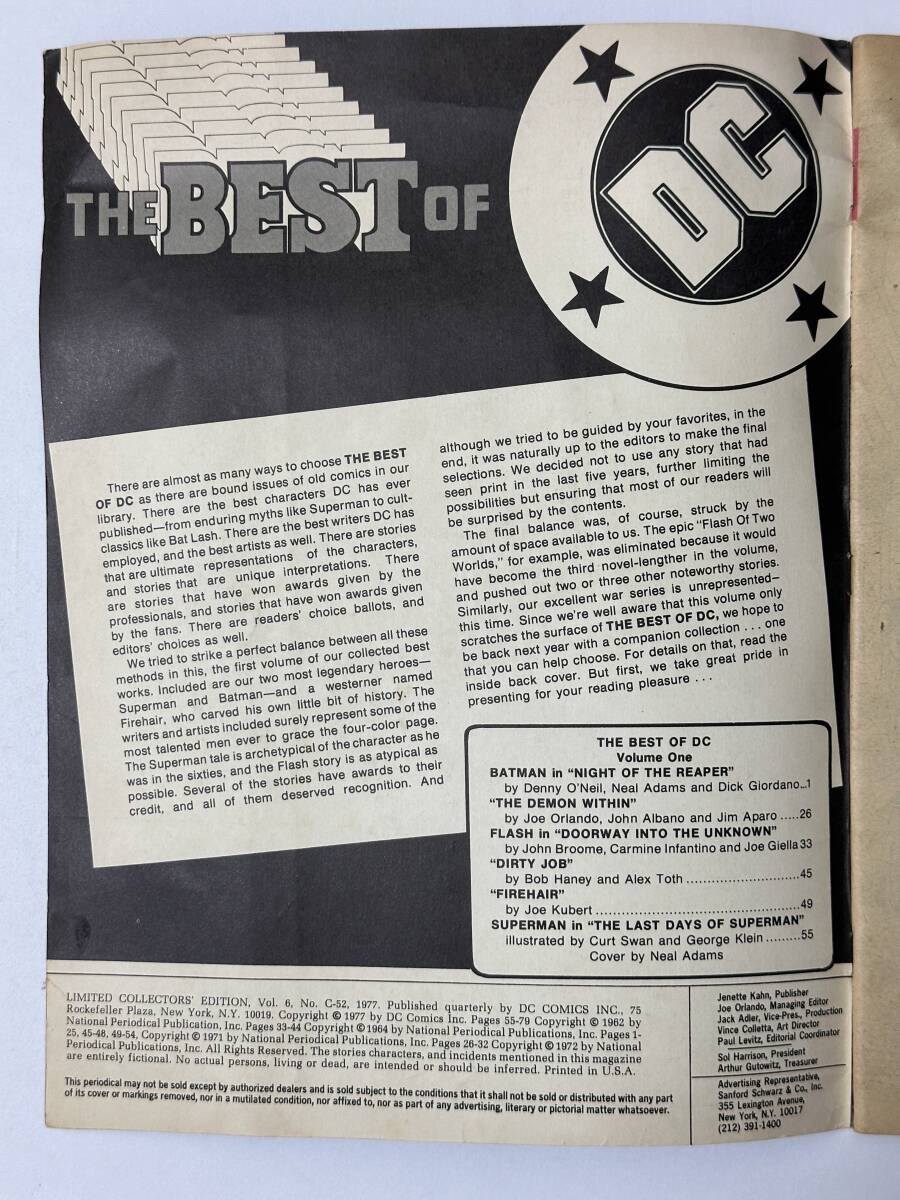 THE BEST OF
DC
There are almost as many ways to choose THE BEST
OF DC as there are bound issues of old comics in our
library. There are the best characters DC has ever
published—from enduring myths like Superman to cult-
classics like Bat Lash. There are the best writers DC has
employed, and the best artists as well. There are stories
that are ultimate representations of the characters,
and stories that are unique interpretations. There
are stories that have won awards given by the
professionals, and stories that have won awards given
by the fans. There are readers' choice ballots, and
editors' choices as well.
We tried to strike a perfect balance between all these
methods in this, the first volume of our collected best
works. Included are our two most legendary heroes—
Superman and Batman—and a westerner named
Firehair, who carved his own little bit of history. The
writers and artists included surely represent some of the
most talented men ever to grace the four-color page.
The Superman tale is archetypical of the character as he
was in the sixties, and the Flash story is as atypical as
possible. Several of the stories have awards to their
credit, and all of them deserved recognition. And
although we tried to be guided by your favorites, in the
end, it was naturally up to the editors to make the final
selections. We decided not to use any story that had
seen print in the last five years, further limiting the
possibilities but ensuring that most of our readers will
be surprised by the contents.
The final balance was, of course, struck by the
amount of space available to us. The epic "Flash Of Two
Worlds," for example, was eliminated because it would
have become the third novel-lengther in the volume,
and pushed out two or three other noteworthy stories.
Similarly, our excellent war series is unrepresented—
this time. Since we're well aware that this volume only
scratches the surface of THE BEST OF DC, we hope to
be back next year with a companion collection . . . one
that you can help choose. For details on that, read the
inside back cover. But first, we take great pride in
presenting for your reading pleasure . . .
THE BEST OF DC
Volume One
BATMAN in "NIGHT OF THE REAPER"
by Denny O'Neil, Neal Adams and Dick Giordano...1
"THE DEMON WITHIN"
by Joe Orlando, John Albano and Jim Aparo .....26
FLASH in "DOORWAY INTO THE UNKNOWN"
by John Broome, Carmine Infantino and Joe Giella 33
"DIRTY JOB"
by Bob Haney and Alex Toth ............................45
"FIREHAIR"
by Joe Kubert ..................................................49
SUPERMAN in "THE LAST DAYS OF SUPERMAN"
illustrated by Curt Swan and George Klein .........55
Cover by Neal Adams
LIMITED COLLECTORS' EDITION, Vol. 6, No. C-52, 1977. Published quarterly by DC COMICS INC., 75
Rockefeller Plaza, New York, N.Y. 10019. Copyright © 1977 by DC Comics Inc. Pages 55-79 Copyright © 1962 by
National Periodical Publication, Inc. Pages 33-44 Copyright © 1964 by National Periodical Publications, Inc. Pages 1-
25, 45-48, 49-54, Copyright © 1971 by National Periodical Publications, Inc. Pages 26-32 Copyright © 1972 by National
Periodical Publications, Inc. All Rights Reserved. The stories characters, and incidents mentioned in this magazine
are entirely fictional. No actual persons, living or dead, are intended or should be inferred. Printed in U.S.A.
This periodical may not be sold except by authorized dealers and is sold subject to the conditions that it shall not be sold or distributed with any part
of its cover or markings removed, nor in a mutilated condition, nor affixed to, nor as part of any advertising, literary or pictorial matter whatsoever.
Jenette Kahn, Publisher
Joe Orlando, Managing Editor
Jack Adler, Vice-Pres., Production
Vince Colletta, Art Director
Paul Levitz, Editorial Coordinator
Sol Harrison, President
Arthur Gutowitz, Treasurer
Advertising Representative,
Sanford Schwarz & Co., Inc.
355 Lexington Avenue,
New York, N.Y. 10017
(212) 391-1400